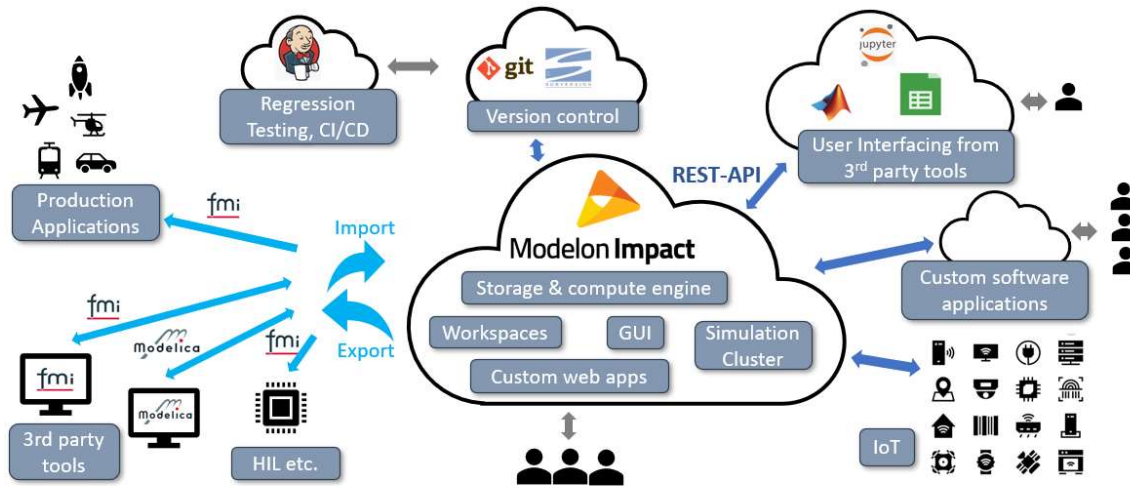 Regression
Testing, CI/CD
git
SUBVERSION
Version control
jupyter
User Interfacing from
3rd party tools
REST-API
Production
Applications
fmi
Import
Modelon Impact
Storage & compute engine
Workspaces
GUI
Simulation
Cluster
Custom web apps
Custom software
applications
fmi
Modelica
fmi
Export
fmi
Modelica
3rd party
tools
HIL etc.
IoT